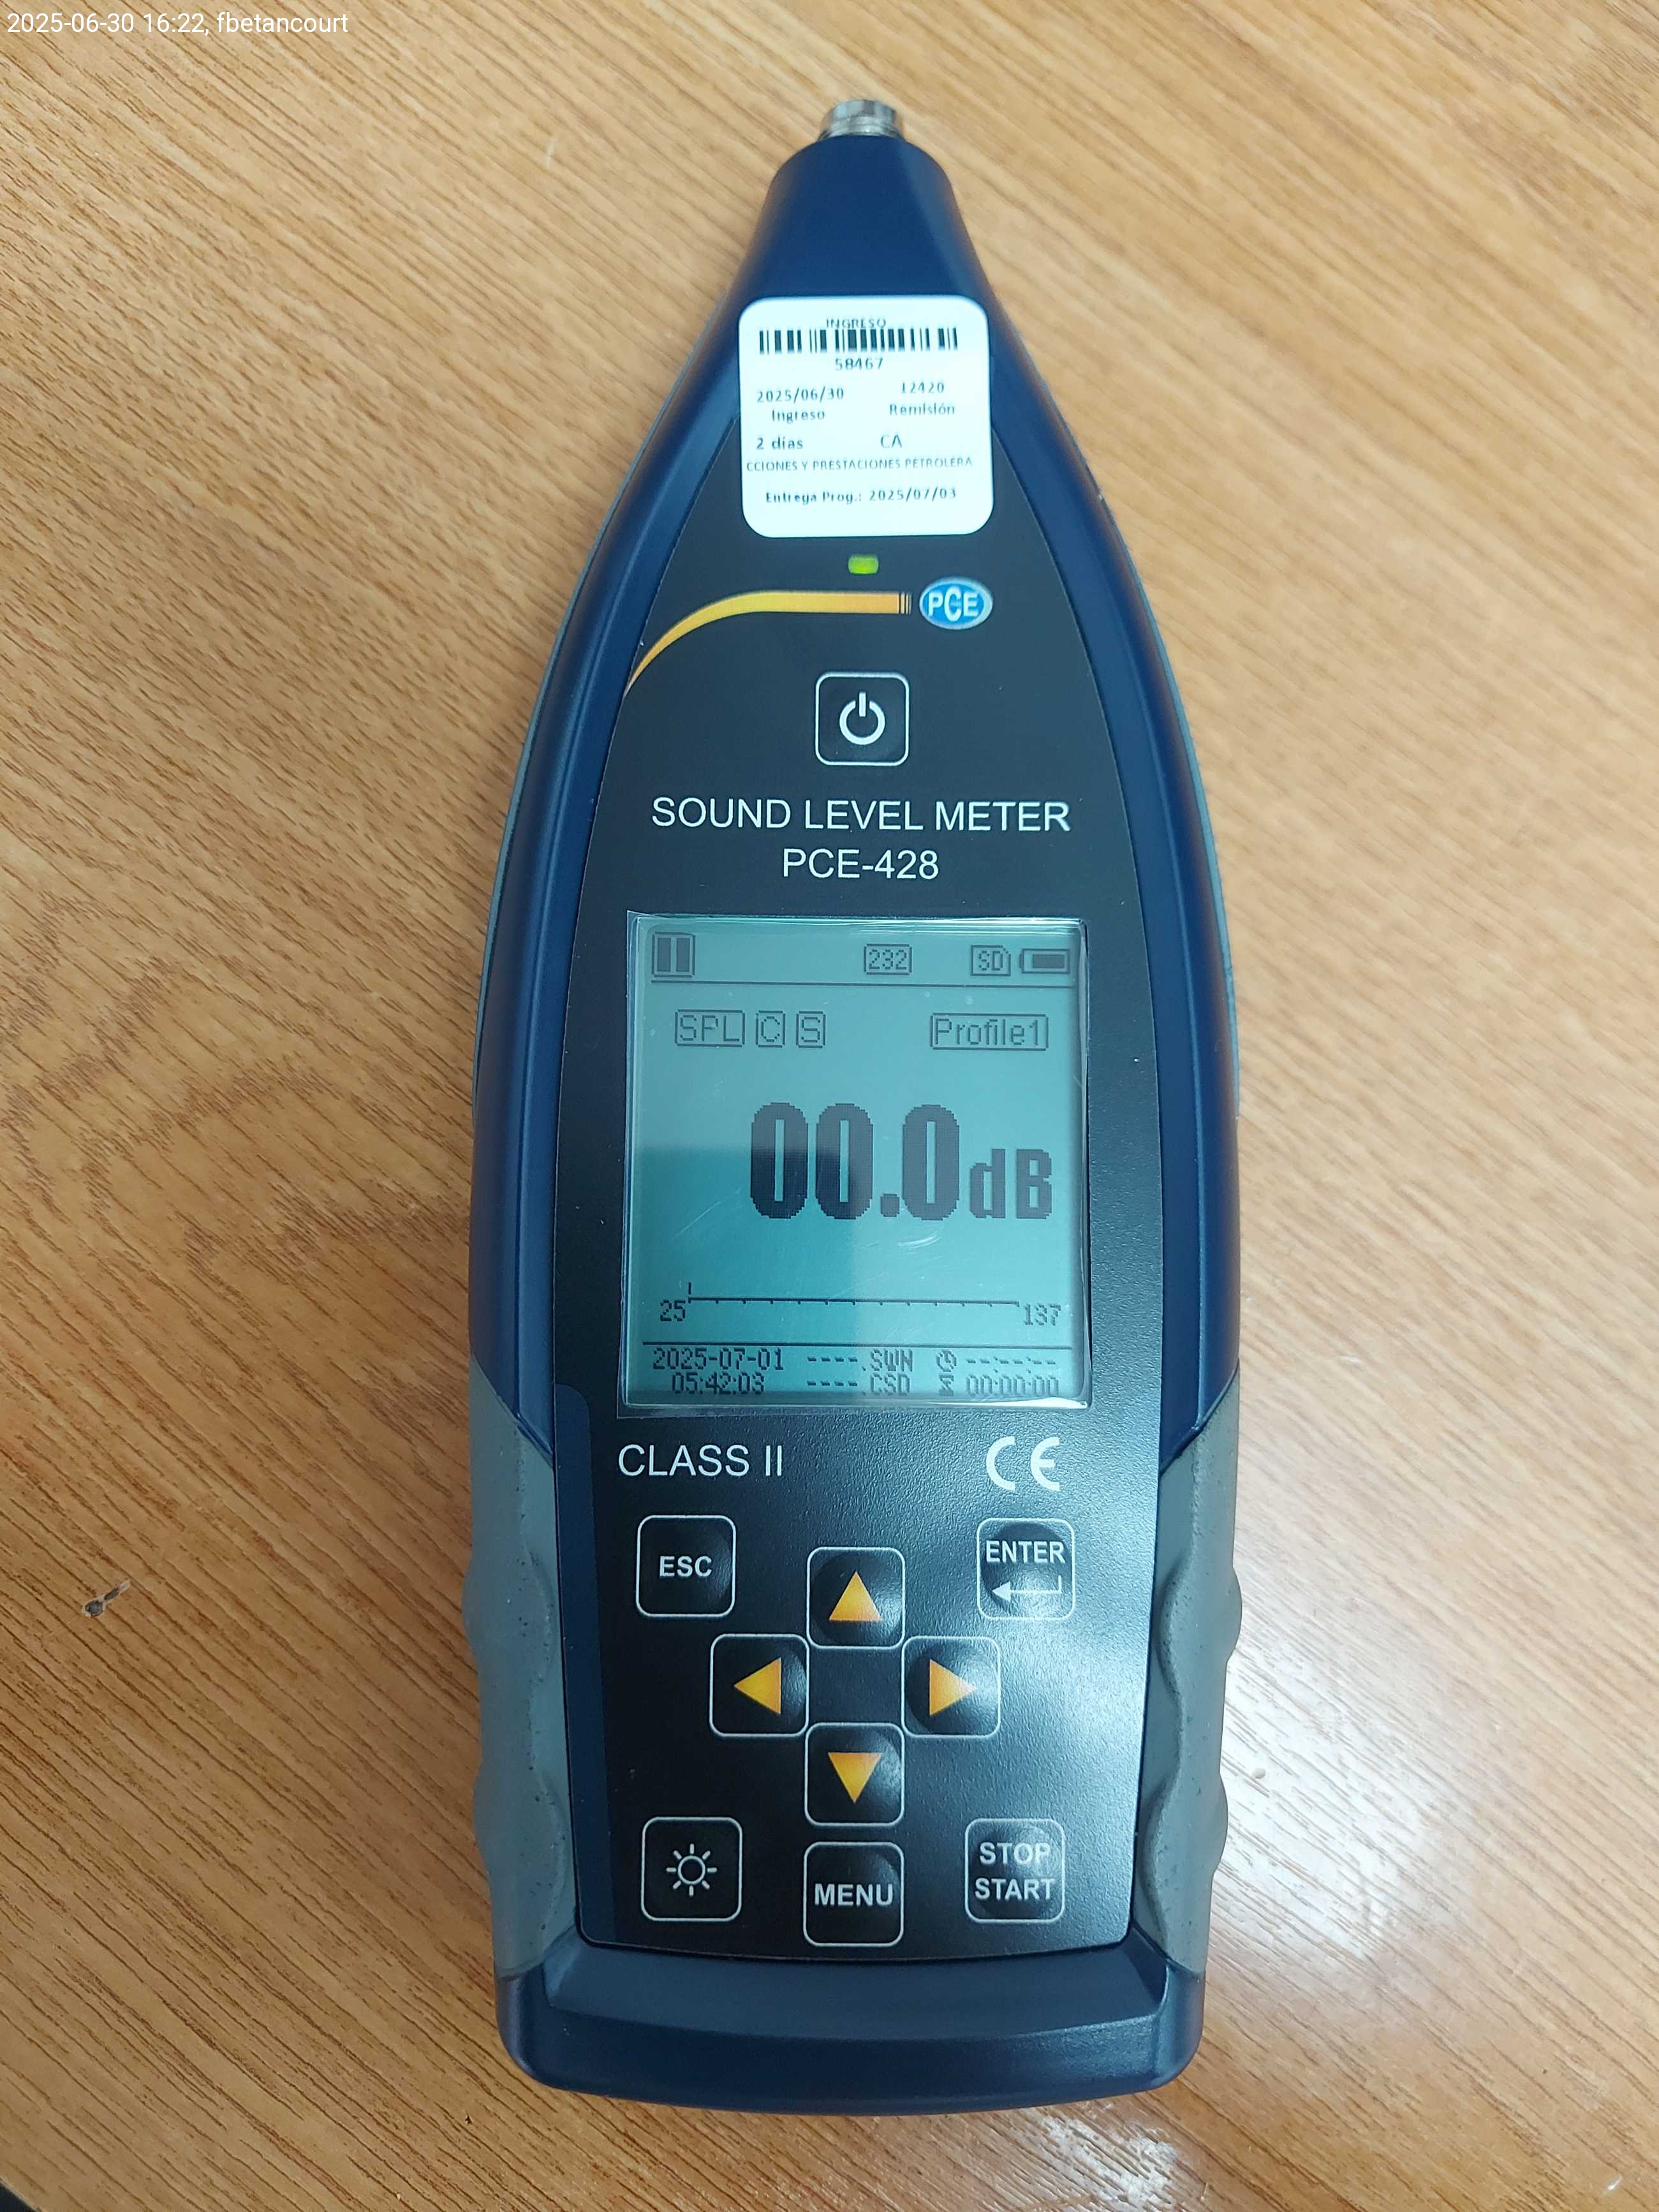 2025-06-30 16:22, fbetancourt
INGRESO
58467
2025/06/30 12420
Ingreso Remisión
2 días CA
CCIONES Y PRESTACIONES PETROLERA
Entrega Prog.: 2025/07/03
PCE
SOUND LEVEL METER
PCE-428
232 SD
SPL C S Profile1
00.0dB
25 137
2025-07-01 ----.SWN --:--:--
05:42:03 ----.CSD 00:00:00
CLASS II CE
ESC ENTER
MENU STOP
START